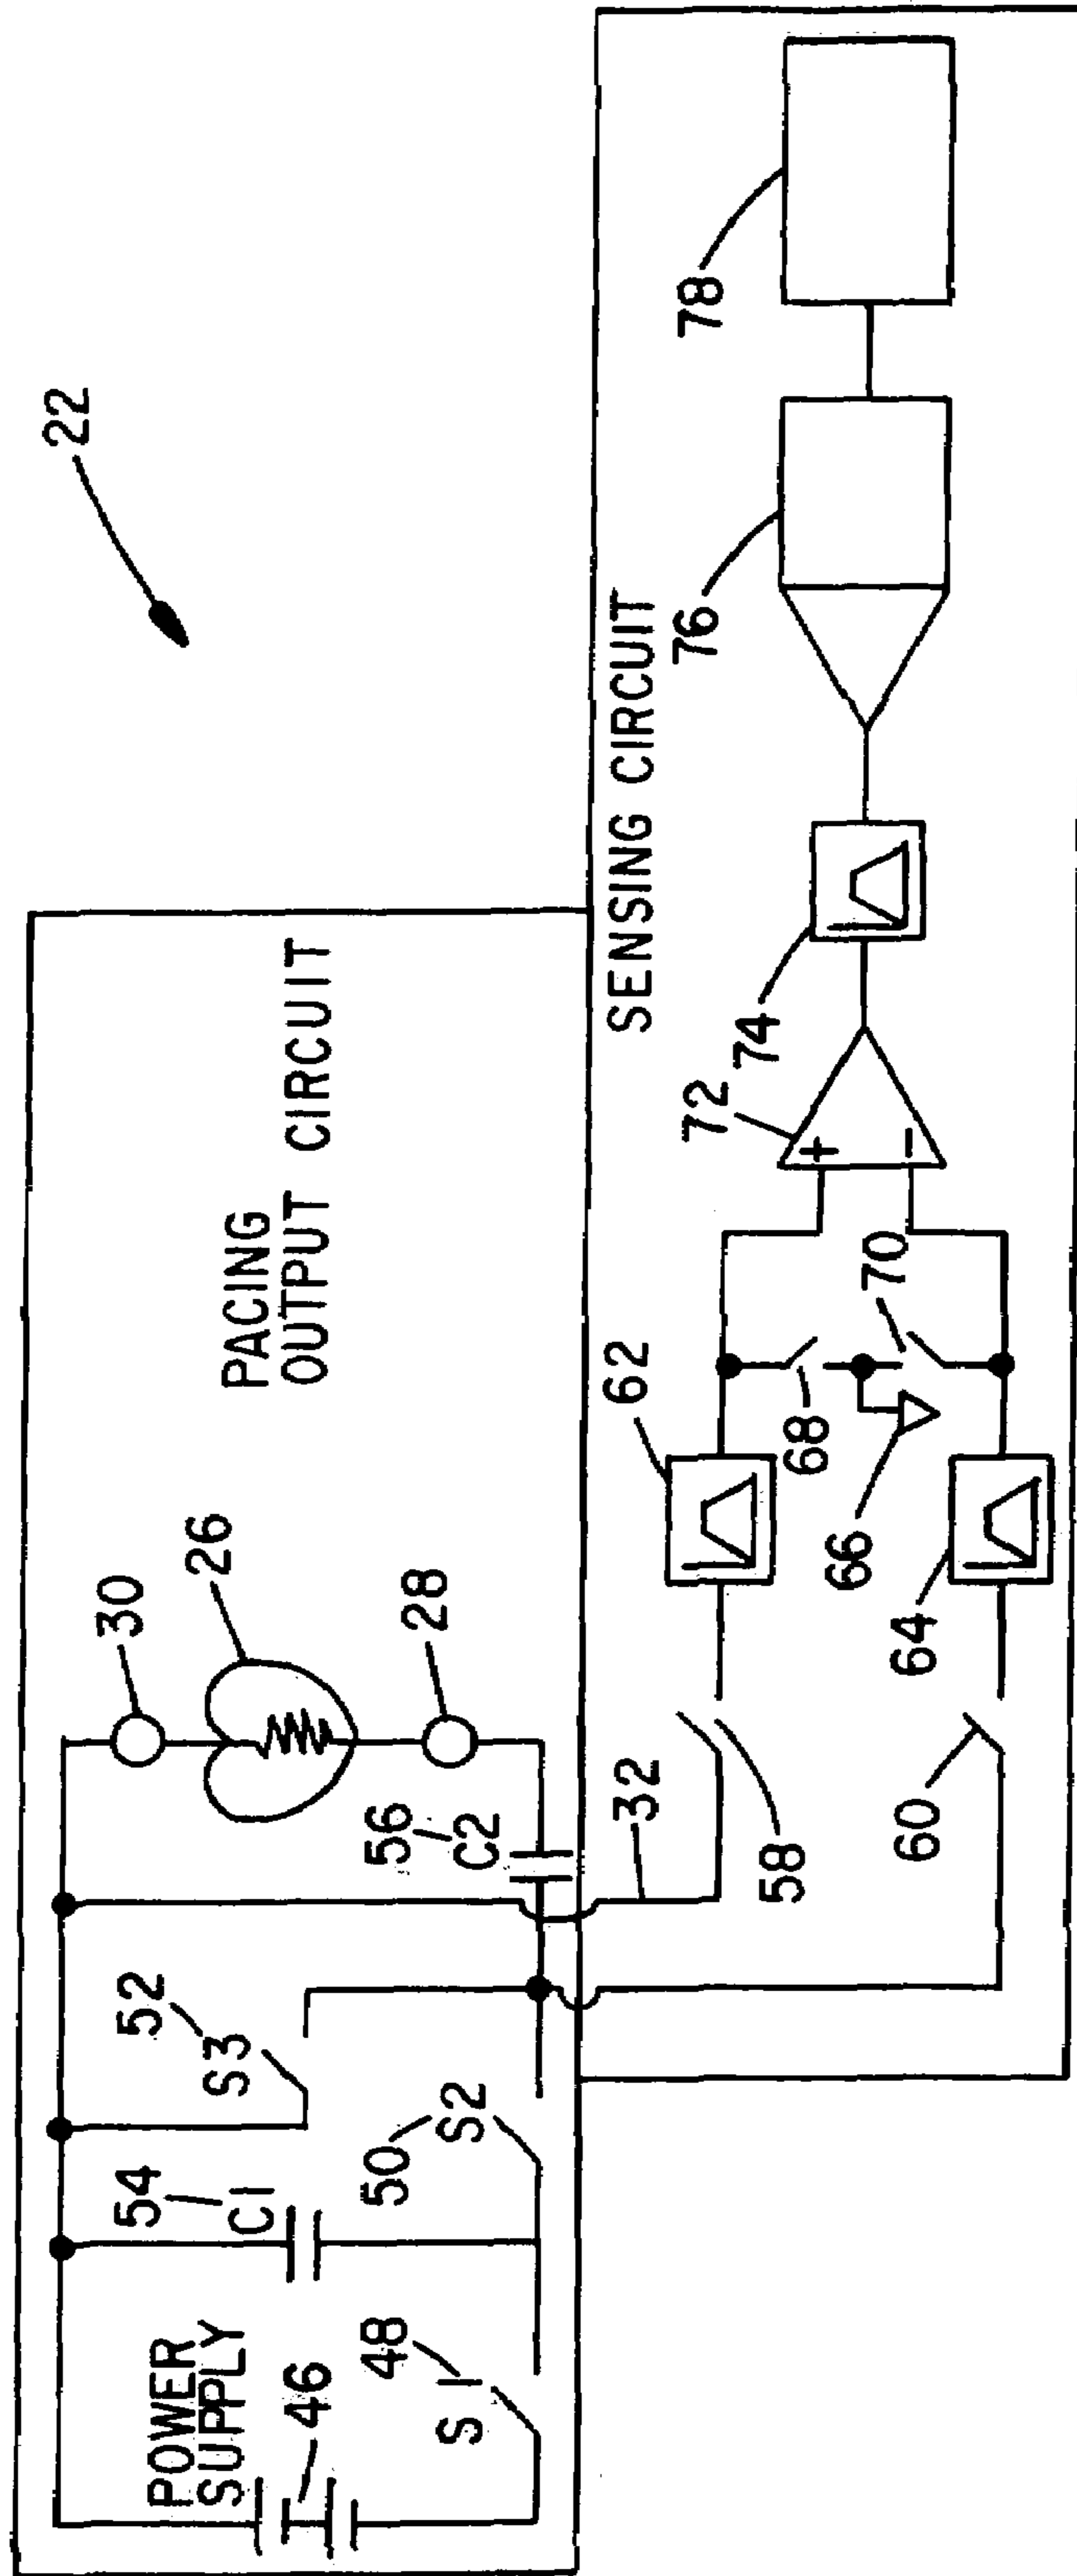 22
PACING
OUTPUT CIRCUIT
POWER
SUPPLY
46
S1
48
54
C1
50
S2
52
S3
30
26
28
56
C2
SENSING CIRCUIT
32
58
60
62
64
66
68
70
72
+
−
74
76
78